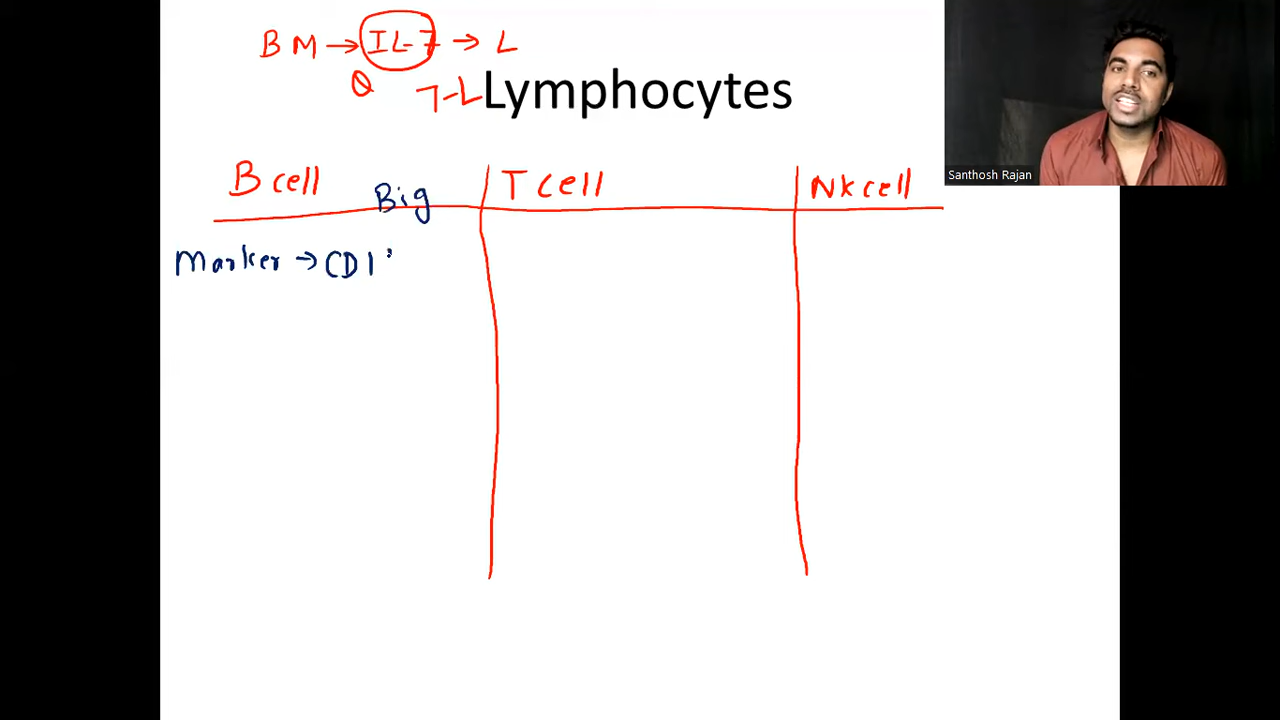 BM → IL-7 → L
Q 7-L
Lymphocytes
Santhosh Rajan
B cell Big T cell NK cell
Marker → CD1